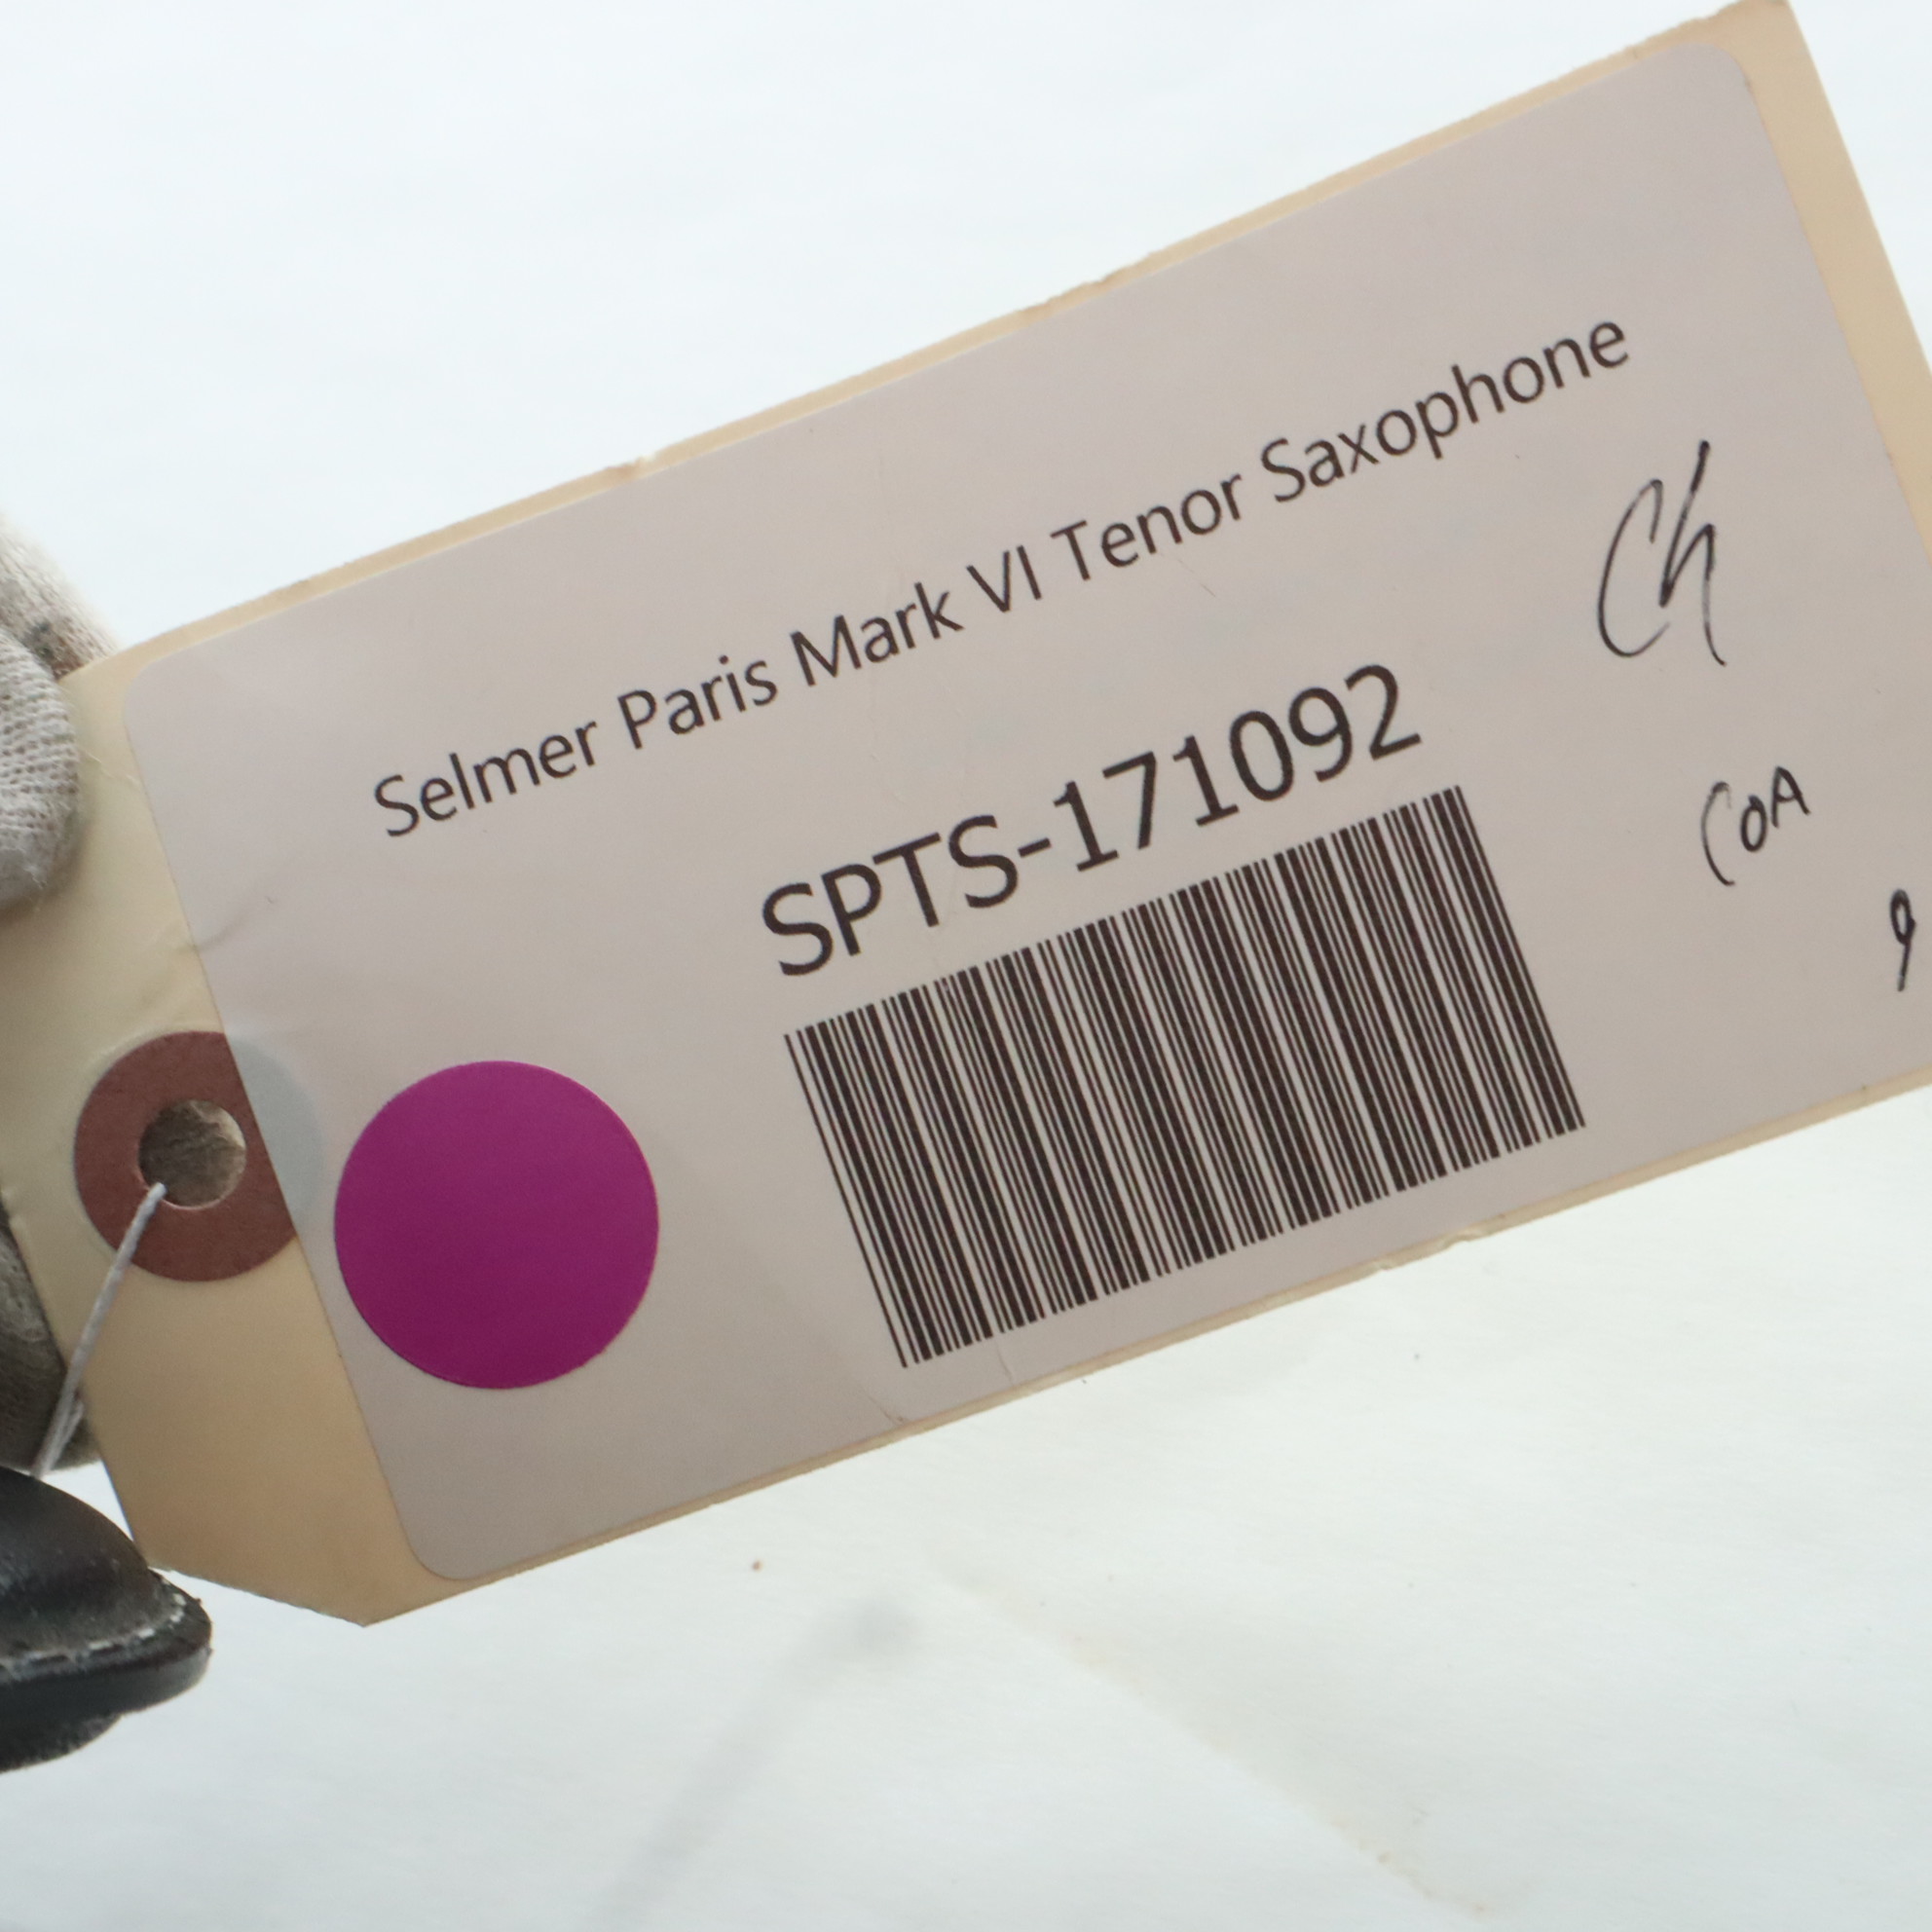 Selmer Paris Mark VI Tenor Saxophone
SPTS-171092
Ch
COA
9